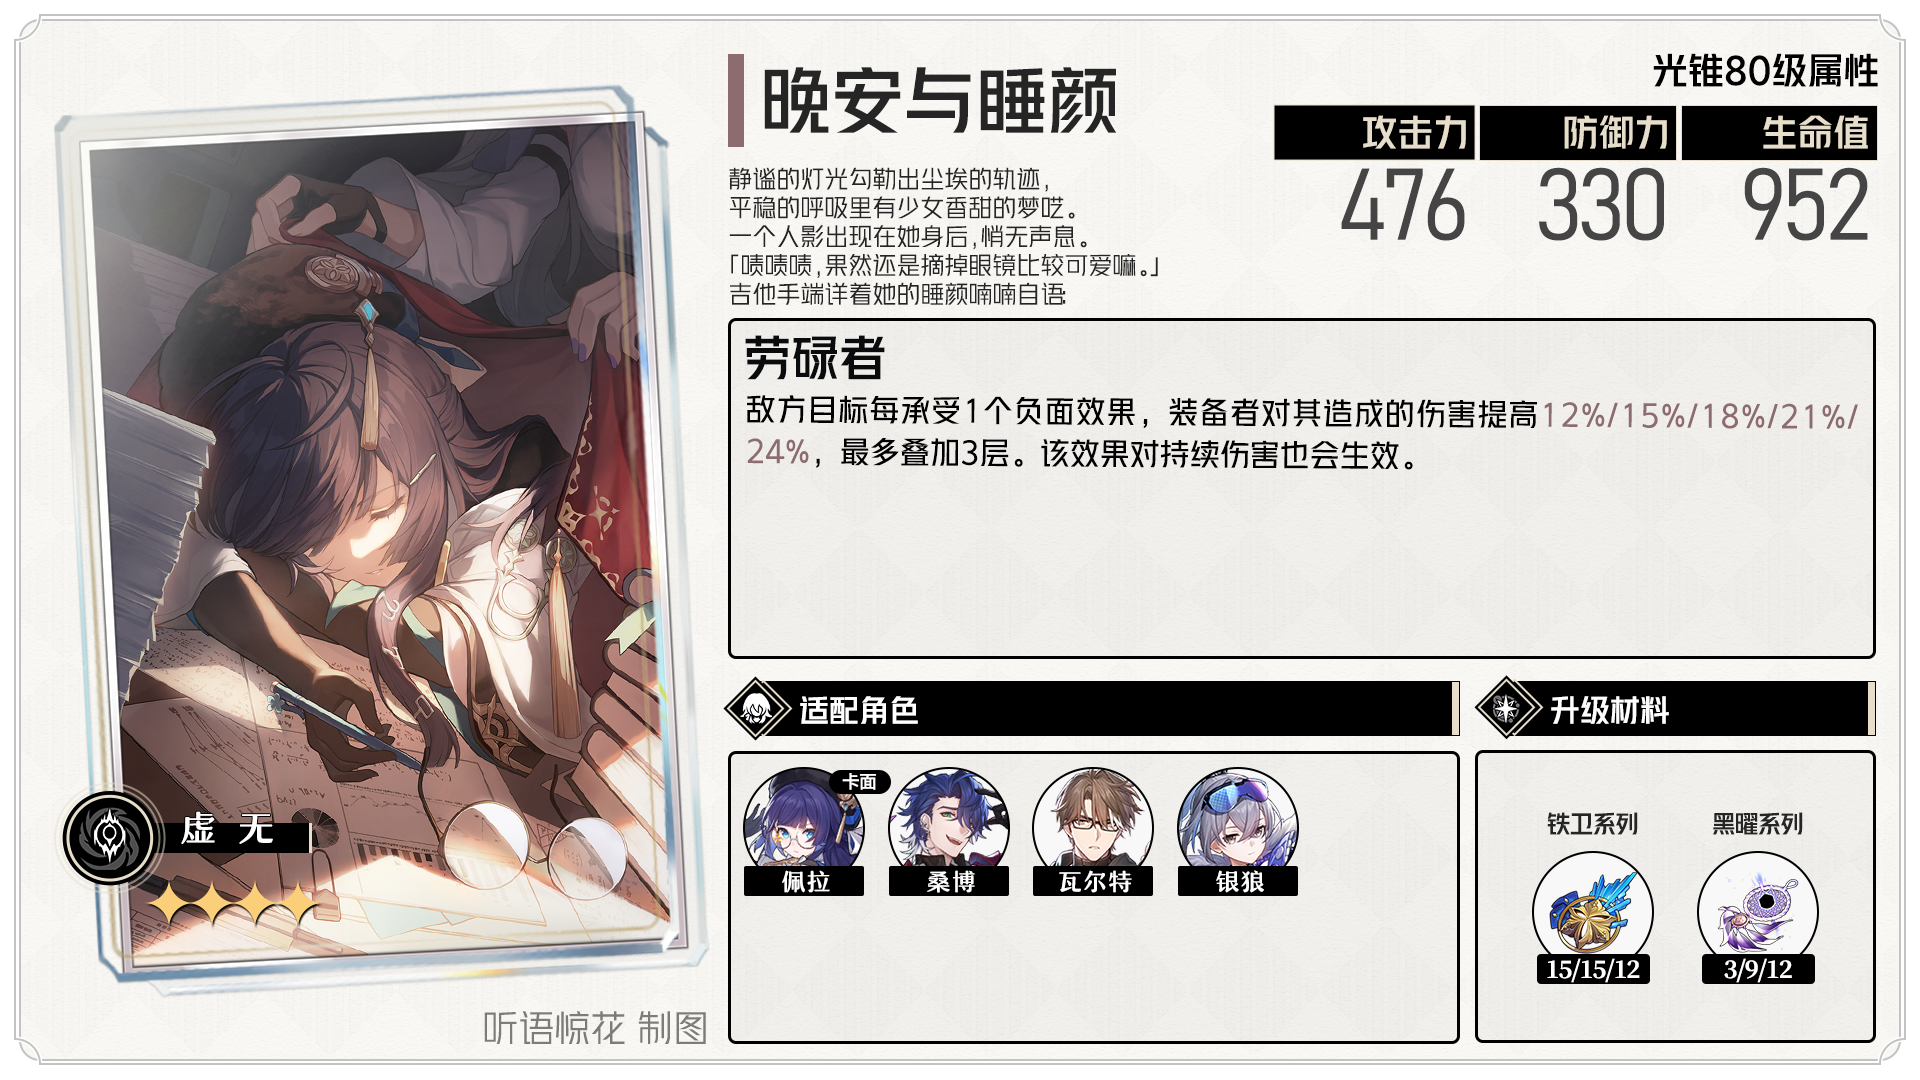 晚安与睡颜
光锥80级属性
攻击力 防御力 生命值
476 330 952
静谧的灯光勾勒出尘埃的轨迹，
平稳的呼吸里有少女香甜的梦呓。
一个人影出现在她身后，悄无声息。
「啧啧啧，果然还是摘掉眼镜比较可爱嘛。」
吉他手端详着她的睡颜喃喃自语：
劳碌者
敌方目标每承受1个负面效果，装备者对其造成的伤害提高12%/15%/18%/21%/
24%，最多叠加3层。该效果对持续伤害也会生效。
虚 无
适配角色
卡面
佩拉 桑博 瓦尔特 银狼
升级材料
铁卫系列 黑曜系列
15/15/12 3/9/12
听语惊花 制图